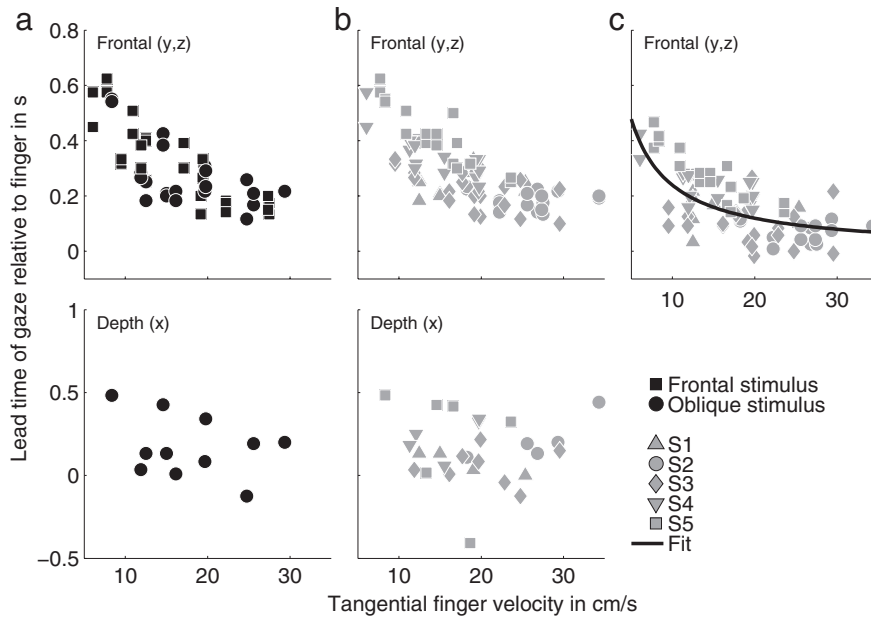 a
b
c
Frontal (y,z)
Frontal (y,z)
Frontal (y,z)
0.8
0.6
0.4
0.2
0
10 20 30
Lead time of gaze relative to finger in s
Depth (x)
Depth (x)
1
0.5
0
−0.5
10 20 30
10 20 30
Tangential finger velocity in cm/s
Frontal stimulus
Oblique stimulus
S1
S2
S3
S4
S5
Fit